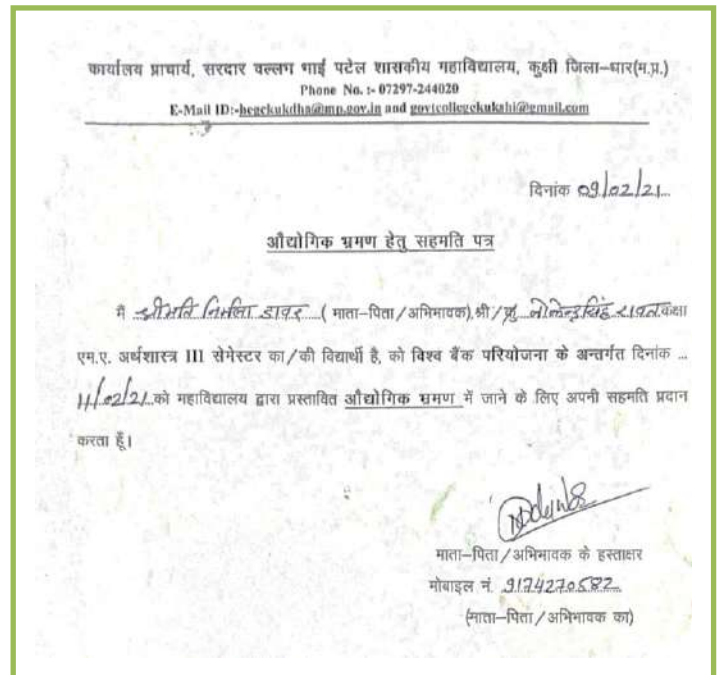 कार्यालय प्राचार्य, सरदार वल्लभ भाई पटेल शासकीय महाविद्यालय, कुक्षी जिला–धार(म.प्र.)
Phone No. :- 07297-244020
E-Mail ID:-hegckukdha@mp.gov.in and govtcollegekukshi@gmail.com
दिनांक 09/02/21
औद्योगिक भ्रमण हेतु सहमति पत्र
मै श्रीमति निर्मला डावर (माता–पिता/अभिभावक) श्री/कु कक्षा
एम.ए. अर्थशास्त्र III सेमेस्टर का/की विद्यार्थी है, को विश्व बैंक परियोजना के अन्तर्गत दिनांक ...
11/02/21 को महाविद्यालय द्वारा प्रस्तावित औद्योगिक भ्रमण में जाने के लिए अपनी सहमति प्रदान
करता हूँ।
माता–पिता/अभिभावक के हस्ताक्षर
मोबाइल नं. 9174270582
(माता–पिता/अभिभावक का)